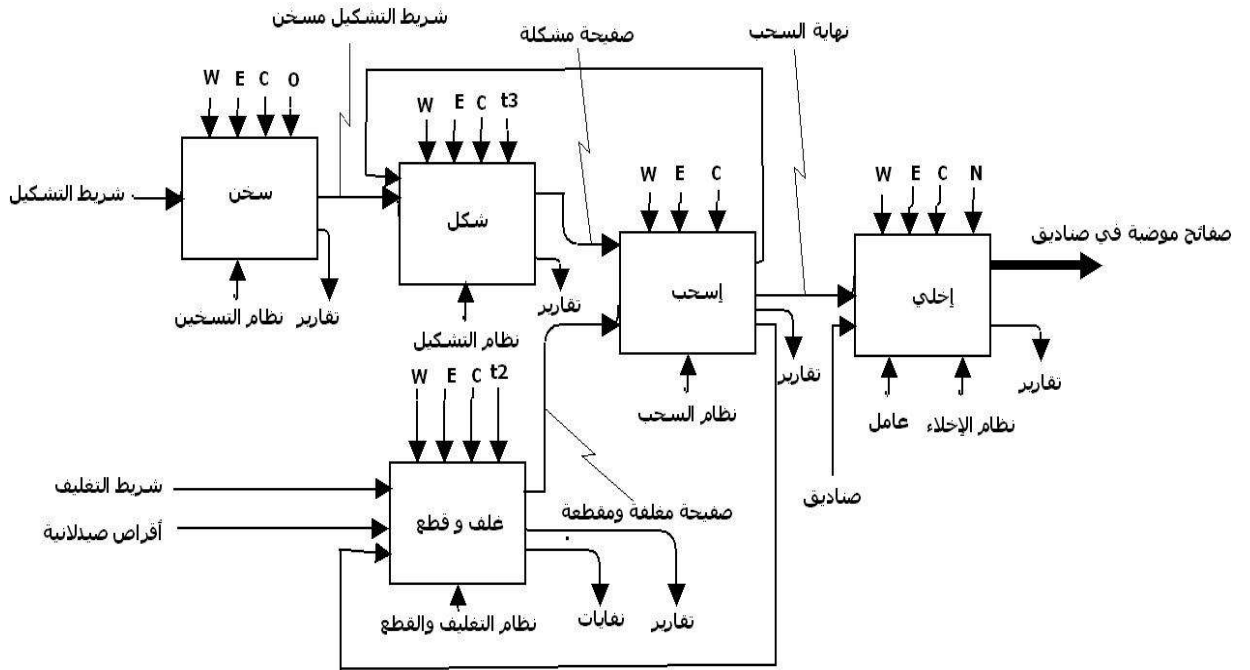 شريط التشكيل مسخن
صفيحة مشكلة
نهاية السحب
W E C O
W E C t3
W E C
W E C N
شريط التشكيل
سخن
شكل
إسحب
إخلي
صفائح موضبة في صناديق
نظام التسخين
تقارير
نظام التشكيل
تقارير
نظام السحب
تقارير
عامل
نظام الإخلاء
تقارير
W E C t2
شريط التغليف
أقراص صيدلانية
غلف و قطع
صفيحة مغلفة ومقطعة
صناديق
نظام التغليف والقطع
نفايات
تقارير